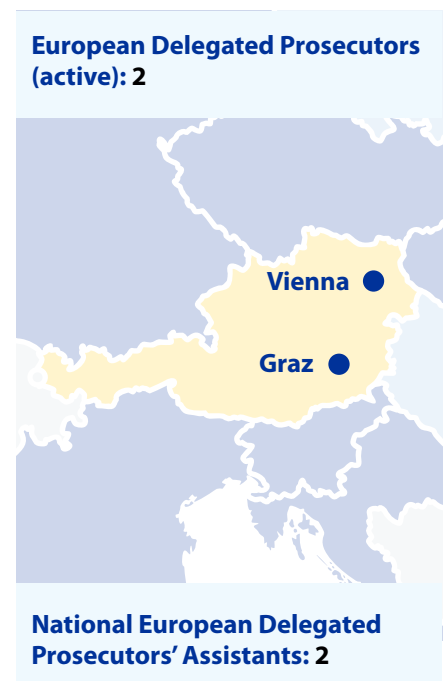 European Delegated Prosecutors
(active): 2
Vienna
Graz
National European Delegated
Prosecutors’ Assistants: 2